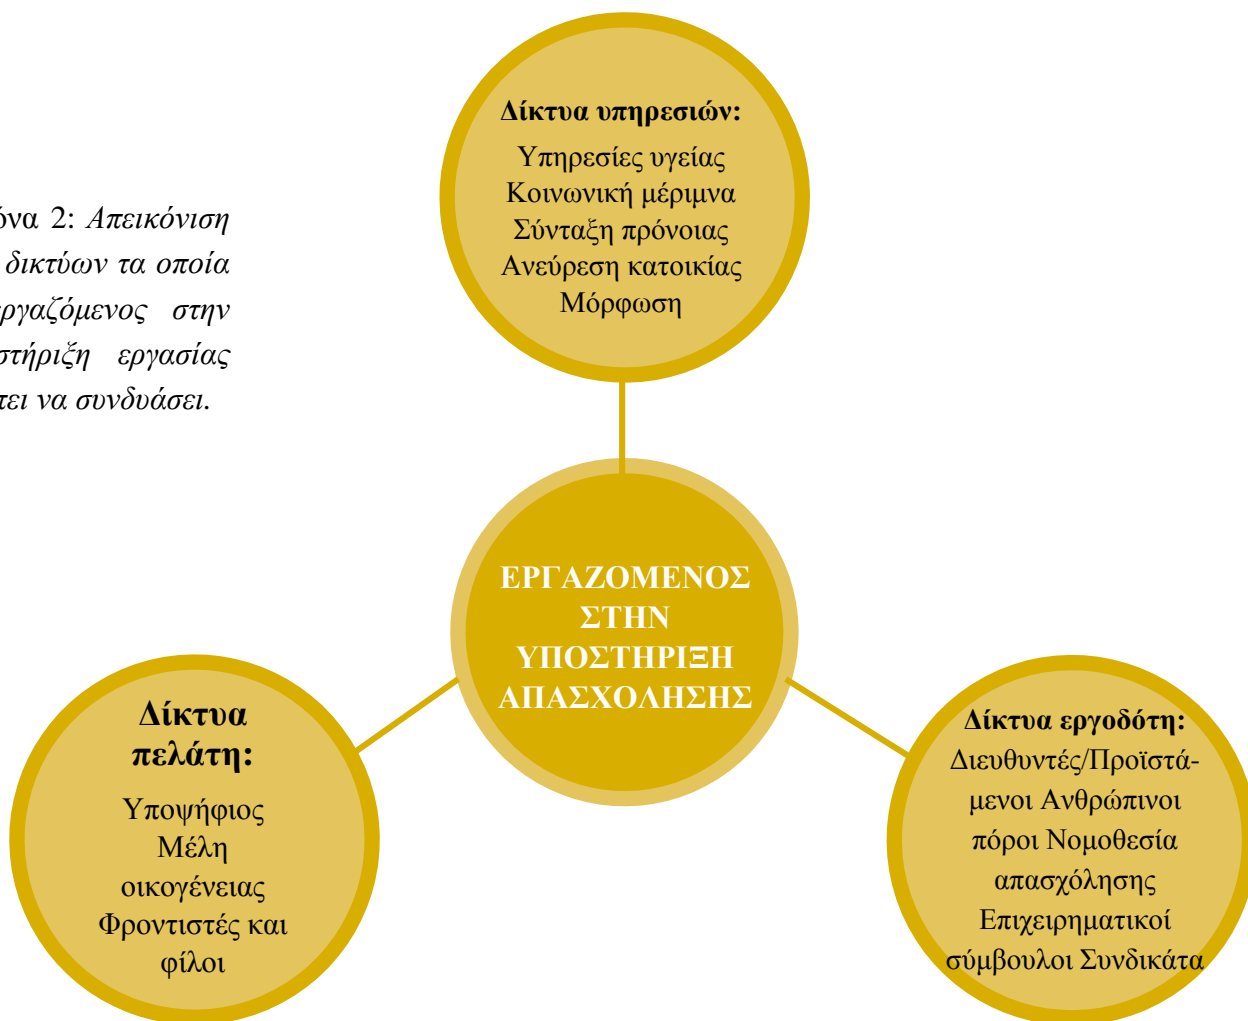 Δίκτυα υπηρεσιών:
Υπηρεσίες υγείας
Κοινωνική μέριμνα
Σύνταξη πρόνοιας
Ανεύρεση κατοικίας
Μόρφωση
όνα 2: Απεικόνιση
δικτύων τα οποία
ργαζόμενος στην
στήριξη εργασίας
τει να συνδυάσει.
ΕΡΓΑΖΟΜΕΝΟΣ
ΣΤΗΝ
ΥΠΟΣΤΗΡΙΞΗ
ΑΠΑΣΧΟΛΗΣΗΣ
Δίκτυα
πελάτη:
Υποψήφιος
Μέλη
οικογένειας
Φροντιστές και
φίλοι
Δίκτυα εργοδότη:
Διευθυντές/Προϊστά-
μενοι Ανθρώπινοι
πόροι Νομοθεσία
απασχόλησης
Επιχειρηματικοί
σύμβουλοι Συνδικάτα